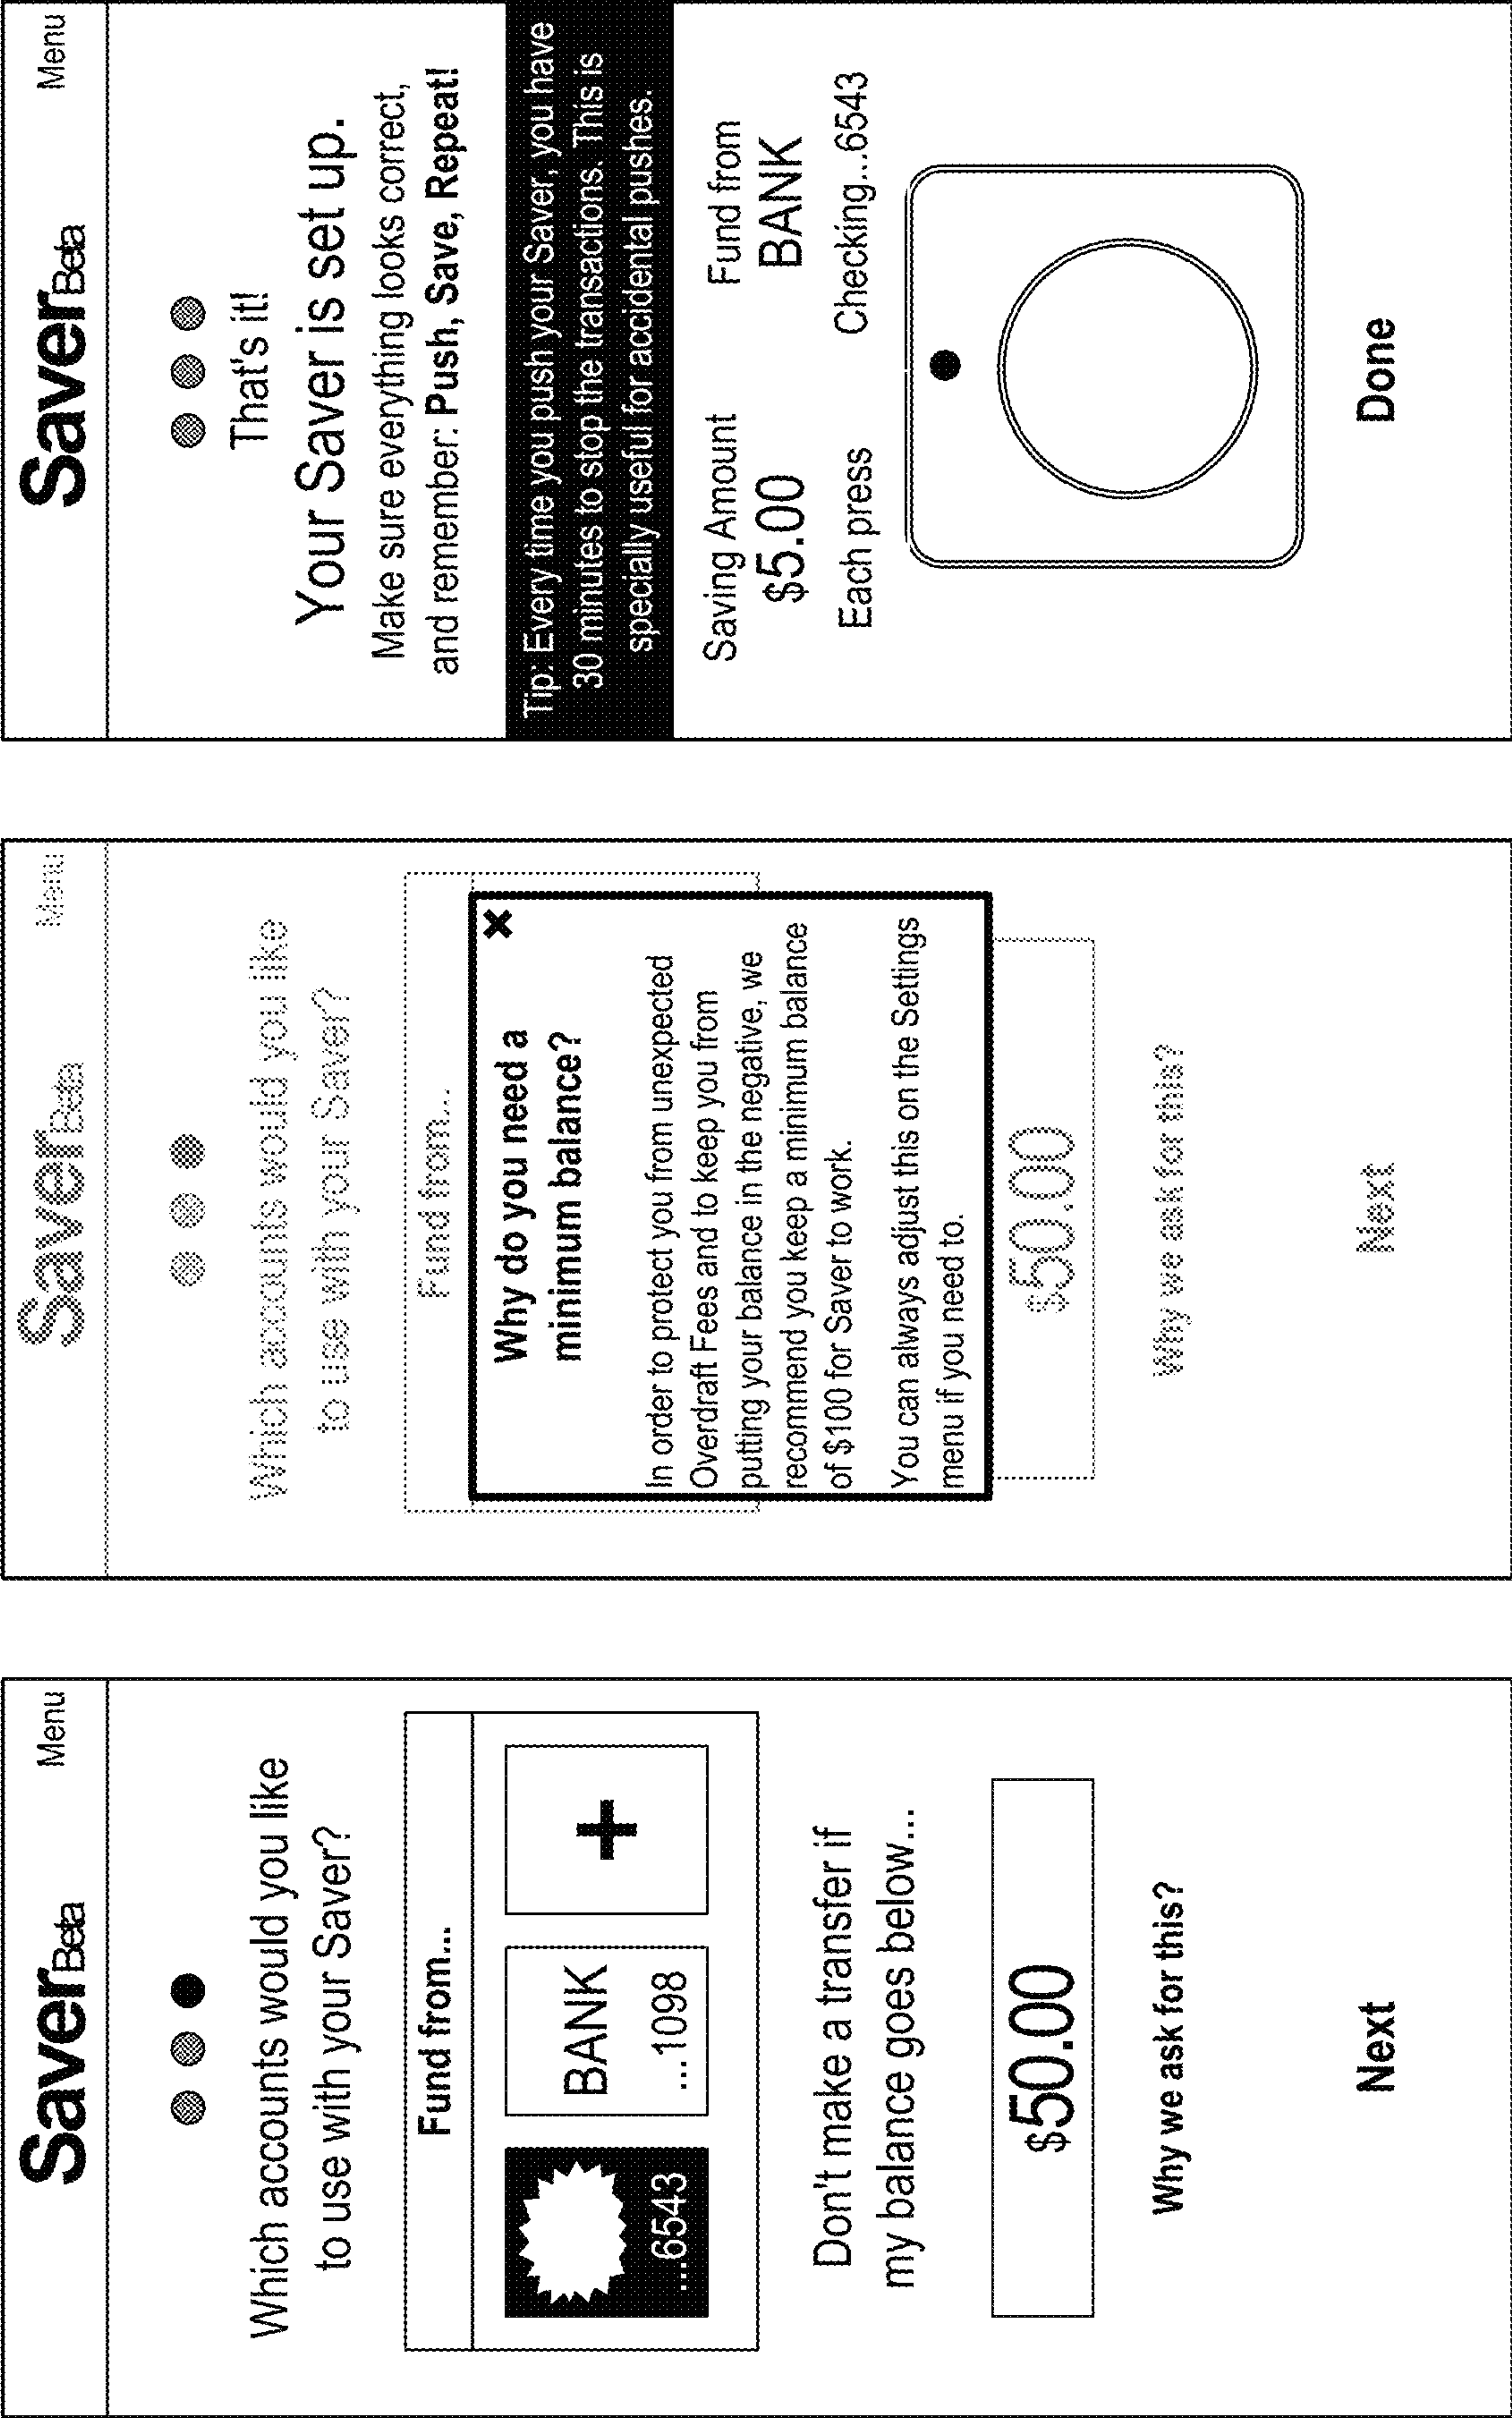 SaverBeta
Menu
Which accounts would you like
to use with your Saver?
Fund from...
...6543
BANK
...1098
+
Don't make a transfer if
my balance goes below...
$50.00
Why we ask for this?
Next
SaverBeta
Menu
Which accounts would you like
to use with your Saver?
Fund from...
×
Why do you need a
minimum balance?
In order to protect you from unexpected
Overdraft Fees and to keep you from
putting your balance in the negative, we
recommend you keep a minimum balance
of $100 for Saver to work.
You can always adjust this on the Settings
menu if you need to.
$50.00
Why we ask for this?
Next
SaverBeta
Menu
That's it!
Your Saver is set up.
Make sure everything looks correct,
and remember: Push, Save, Repeat!
Tip: Every time you push your Saver, you have
30 minutes to stop the transactions. This is
specially useful for accidental pushes.
Saving Amount
$5.00
Each press
Fund from
BANK
Checking...6543
Done